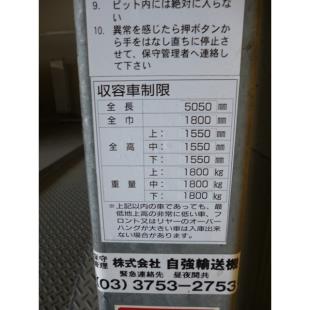 9. ピット内には絶対に入らな
い
10. 異常を感じたら押ボタンか
ら手をはなし直ちに停止さ
せて、保守管理者へ連絡し
て下さい
収容車制限
全長 5050 ㎜
全巾 1800 ㎜
全高 上: 1550 ㎜
中: 1550 ㎜
下: 1550 ㎜
重量 上: 1800 kg
中: 1800 kg
下: 1800 kg
※上記以内の車であっても、最
低地上高の非常に低い車、フ
ロント又はリヤーのオーバー
ハングが大きい車は入庫出来
ない場合があります。
保守
管理 株式会社 自強輸送機
緊急連絡先 昼夜間共
(03) 3753-2753